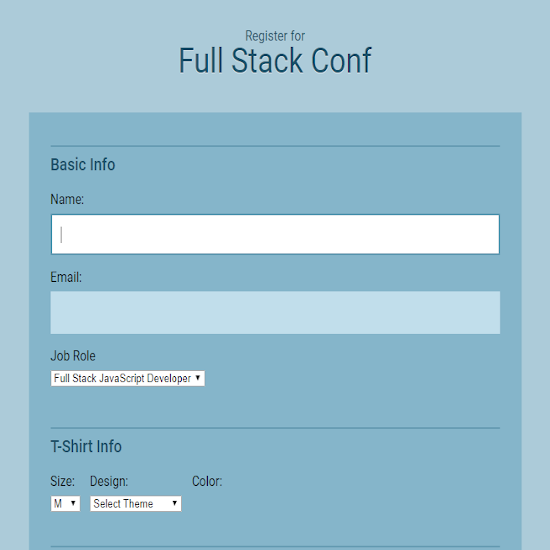 Register for
Full Stack Conf
Basic Info
Name:
Email:
Job Role
Full Stack JavaScript Developer
T-Shirt Info
Size: Design: Color:
M Select Theme